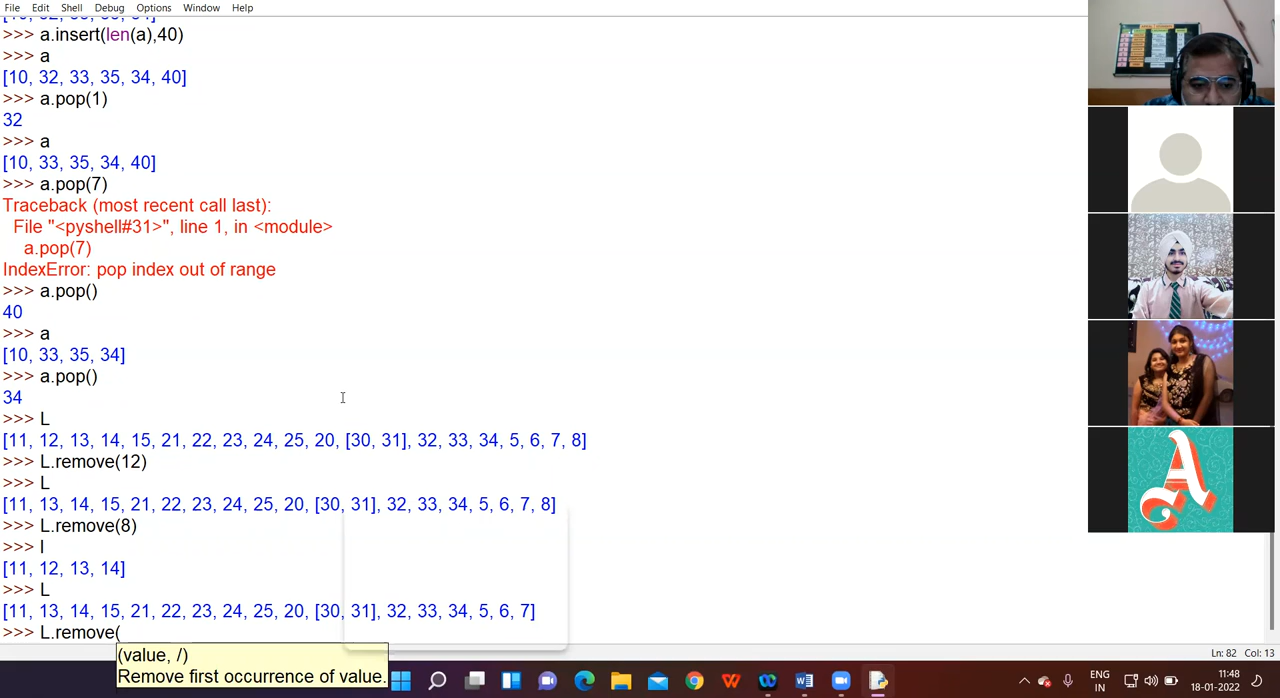 File Edit Shell Debug Options Window Help
>>> a.insert(len(a),40)
>>> a
[10, 32, 33, 35, 34, 40]
>>> a.pop(1)
32
>>> a
[10, 33, 35, 34, 40]
>>> a.pop(7)
Traceback (most recent call last):
File "<pyshell#31>", line 1, in <module>
a.pop(7)
IndexError: pop index out of range
>>> a.pop()
40
>>> a
[10, 33, 35, 34]
>>> a.pop()
34
>>> L
[11, 12, 13, 14, 15, 21, 22, 23, 24, 25, 20, [30, 31], 32, 33, 34, 5, 6, 7, 8]
>>> L.remove(12)
>>> L
[11, 13, 14, 15, 21, 22, 23, 24, 25, 20, [30, 31], 32, 33, 34, 5, 6, 7, 8]
>>> L.remove(8)
>>> l
[11, 12, 13, 14]
>>> L
[11, 13, 14, 15, 21, 22, 23, 24, 25, 20, [30, 31], 32, 33, 34, 5, 6, 7]
>>> L.remove(
(value, /)
Remove first occurrence of value.
Ln: 82 Col: 13
A
ENG
IN
11:48
18-01-2022